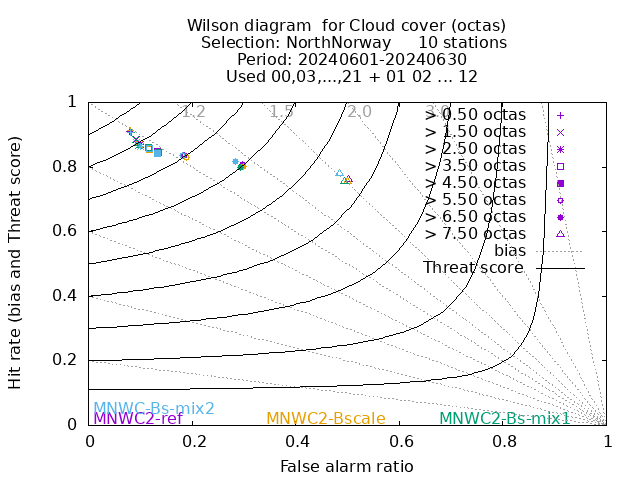 Wilson diagram  for Cloud cover (octas)
Selection: NorthNorway     10 stations
Period: 20240601-20240630
Used 00,03,...,21 + 01 02 ... 12
Hit rate (bias and Threat score)
1
0.8
0.6
0.4
0.2
0
1.2 1.5 2.0 3.0
> 0.50 octas
> 1.50 octas
> 2.50 octas
> 3.50 octas
> 4.50 octas
> 5.50 octas
> 6.50 octas
> 7.50 octas
bias
Threat score
MNWC-Bs-mix2
MNWC2-ref MNWC2-Bscale MNWC2-Bs-mix1
0 0.2 0.4 0.6 0.8 1
False alarm ratio